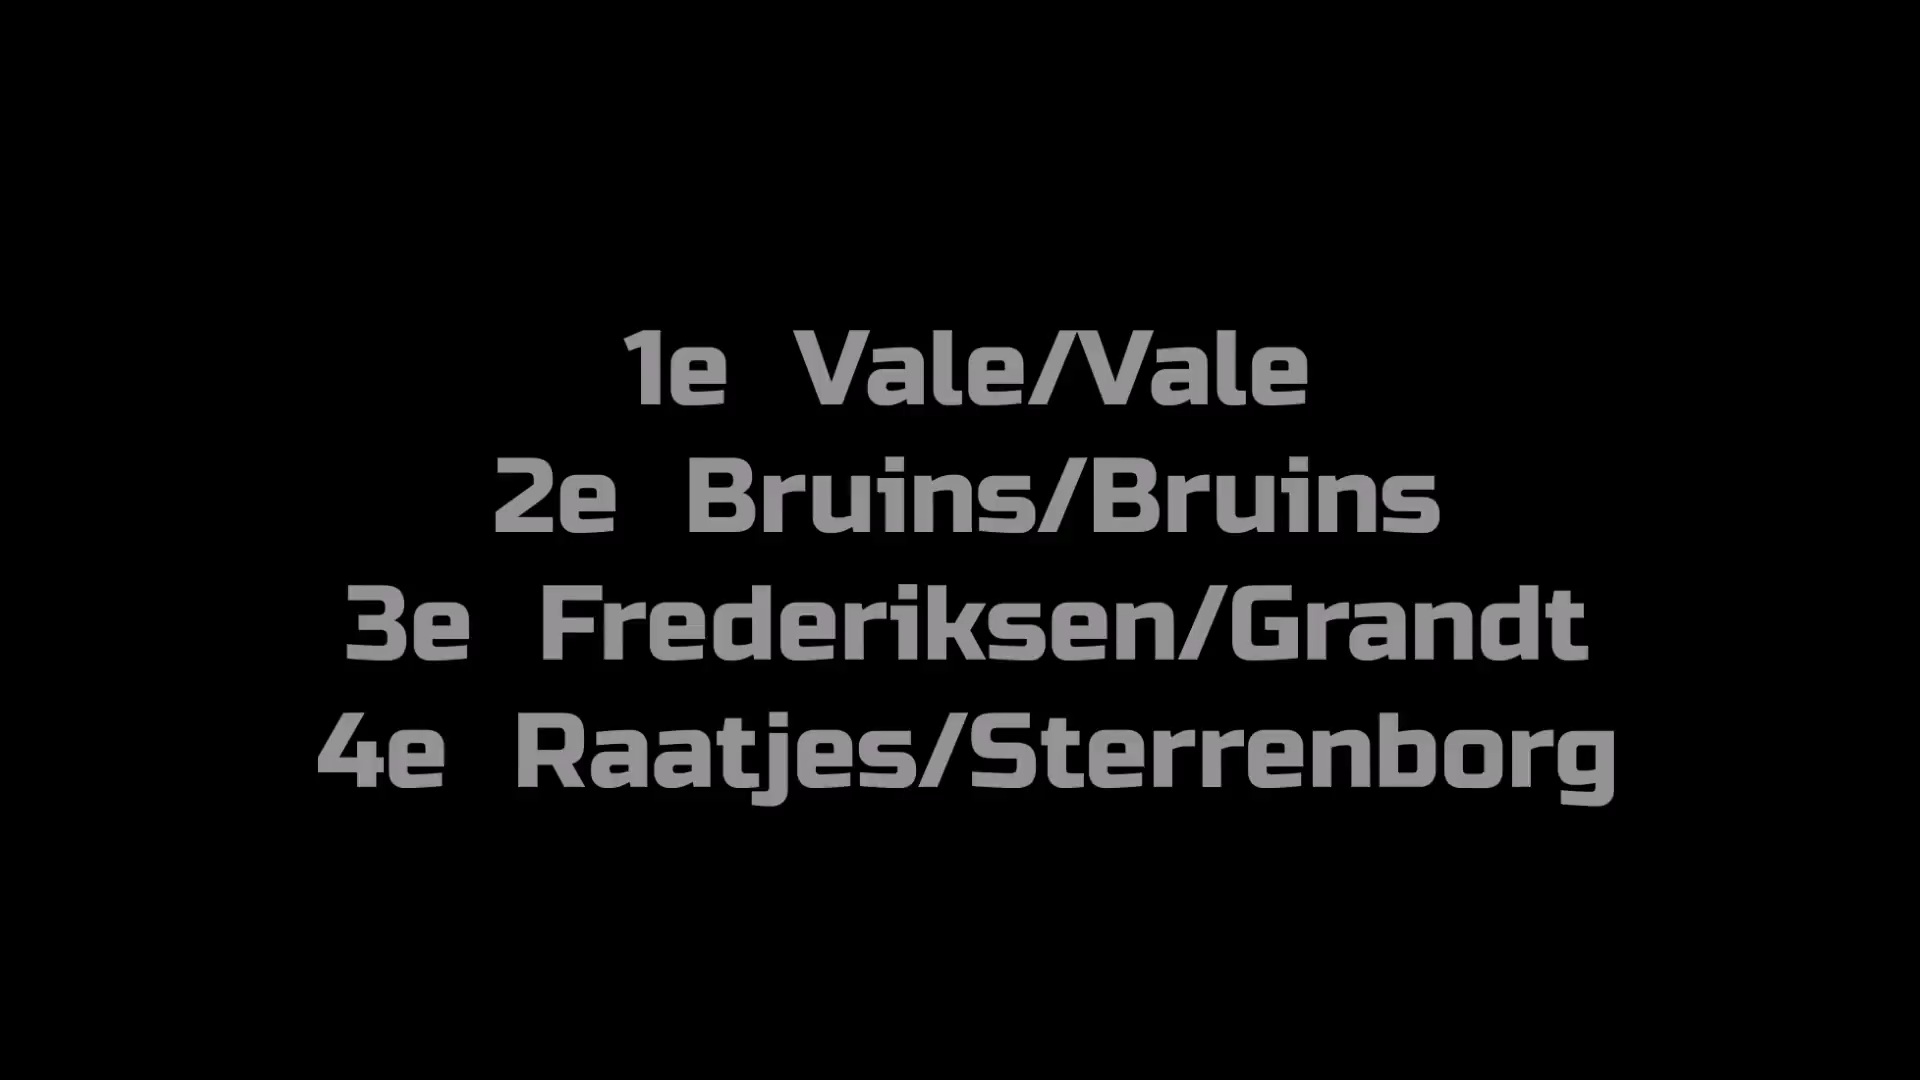 1e Vale/Vale
2e Bruins/Bruins
3e Frederiksen/Grandt
4e Raatjes/Sterrenborg